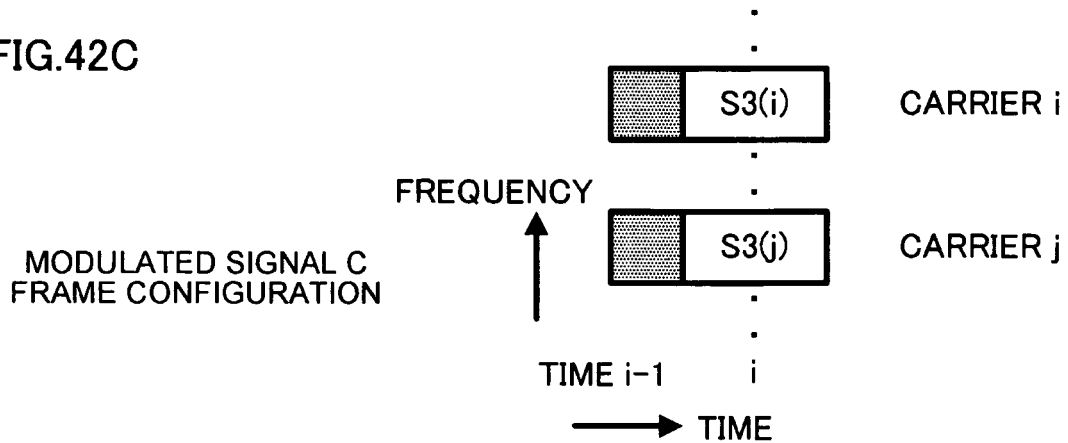 FIG.42C
S3(i) CARRIER i
FREQUENCY
S3(j) CARRIER j
MODULATED SIGNAL C
FRAME CONFIGURATION
TIME i-1 i
TIME